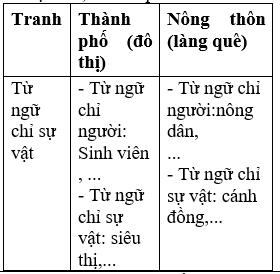 Tranh
Thành
phố (đô
thị)
Nông thôn
(làng quê)
Từ
ngữ
chỉ sự
vật
- Từ ngữ
chỉ
người:
Sinh viên
, ...
- Từ ngữ
chỉ sự
vật: siêu
thị,...
- Từ ngữ chỉ
người:nông
dân,
...
- Từ ngữ chỉ
sự vật: cánh
đồng,...